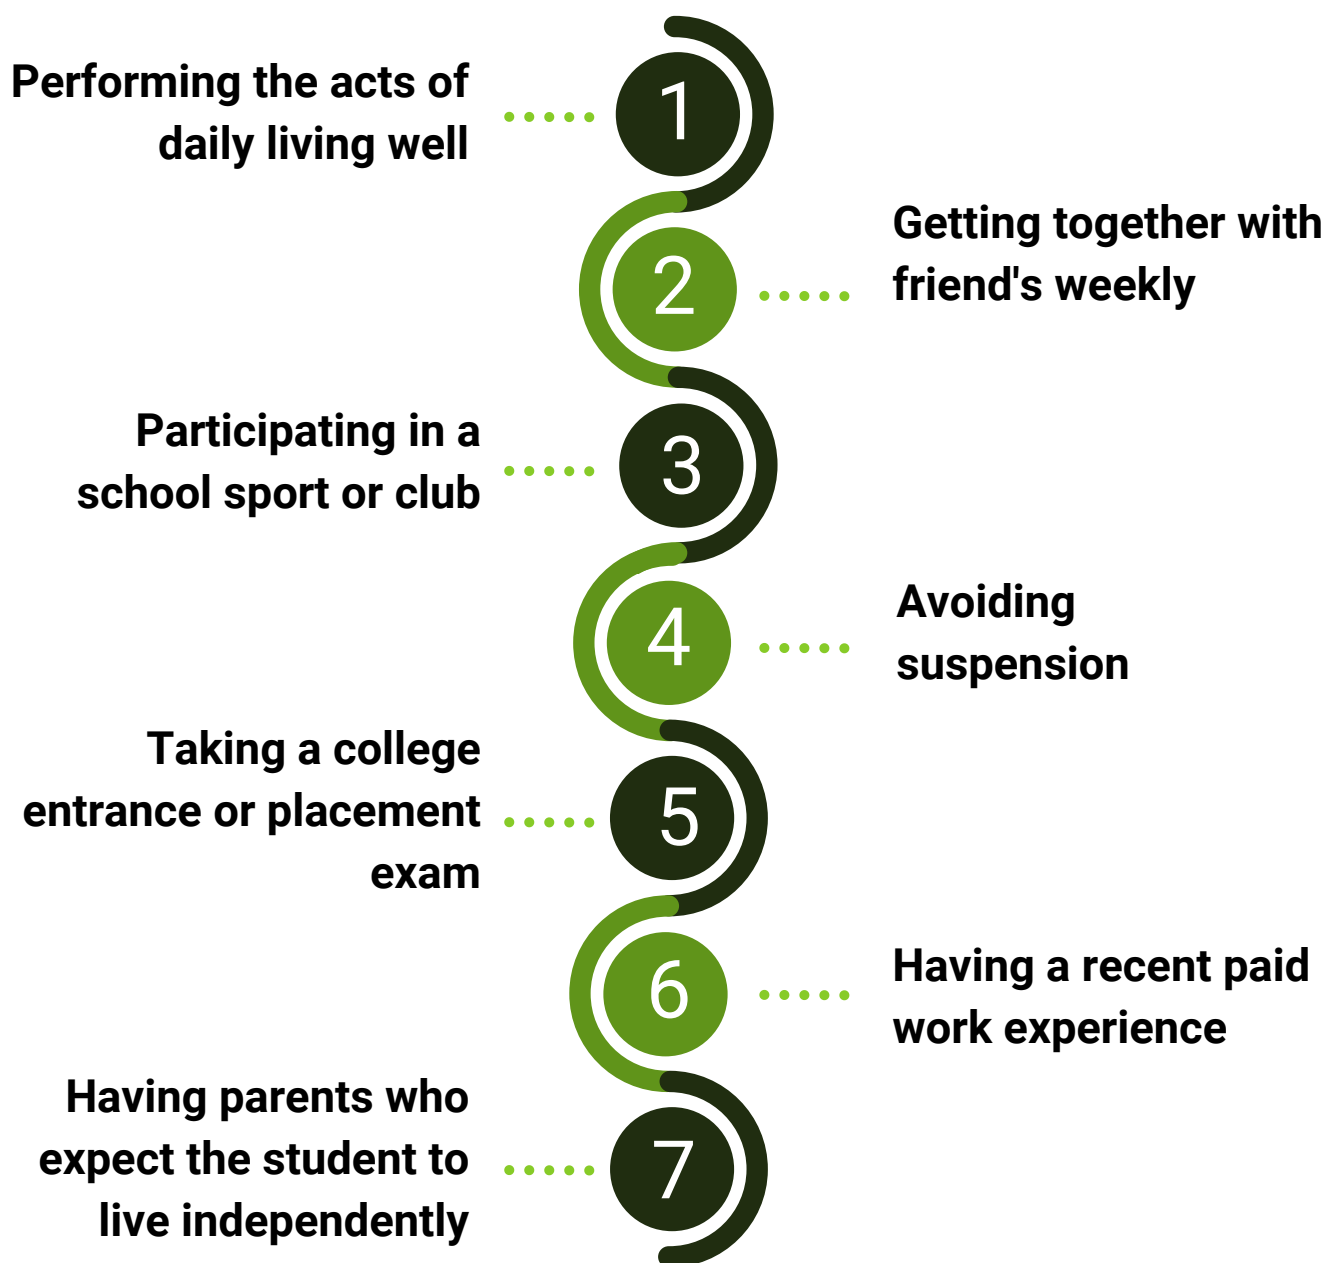 Performing the acts of
daily living well
1
2
Getting together with
friend's weekly
Participating in a
school sport or club
3
4
Avoiding
suspension
Taking a college
entrance or placement
exam
5
6
Having a recent paid
work experience
Having parents who
expect the student to
live independently
7